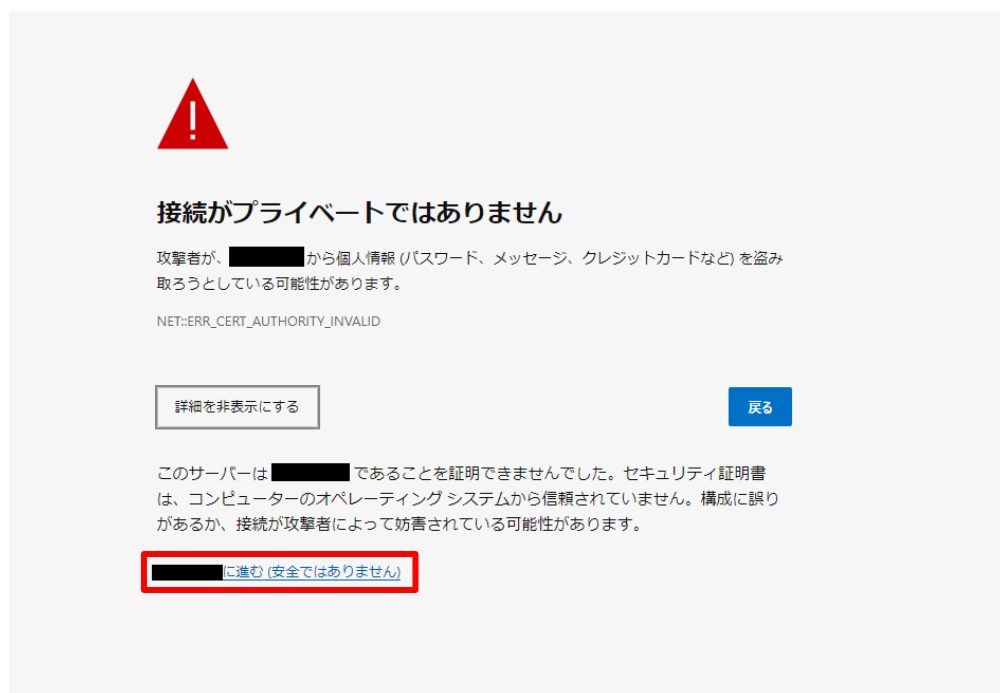 接続がプライベートではありません
攻撃者が、から個人情報 (パスワード、メッセージ、クレジットカードなど) を盗み
取ろうとしている可能性があります。
NET::ERR_CERT_AUTHORITY_INVALID
詳細を非表示にする
戻る
このサーバーはであることを証明できませんでした。セキュリティ証明書
は、コンピューターのオペレーティング システムから信頼されていません。構成に誤り
があるか、接続が攻撃者によって妨害されている可能性があります。
に進む (安全ではありません)